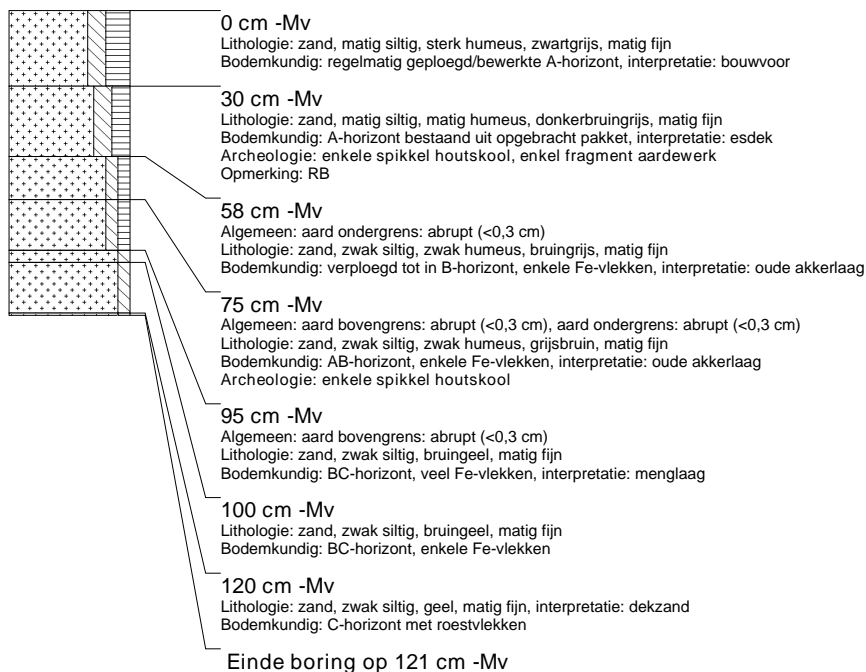 0 cm -Mv
Lithologie: zand, matig siltig, sterk humeus, zwartgrijs, matig fijn
Bodemkundig: regelmatig geploegd/bewerkte A-horizont, interpretatie: bouwvoor
30 cm -Mv
Lithologie: zand, matig siltig, matig humeus, donkerbruingrijs, matig fijn
Bodemkundig: A-horizont bestaand uit opgebracht pakket, interpretatie: esdek
Archeologie: enkele spikkel houtskool, enkel fragment aardewerk
Opmerking: RB
58 cm -Mv
Algemeen: aard ondergrens: abrupt (<0,3 cm)
Lithologie: zand, zwak siltig, zwak humeus, bruingrijs, matig fijn
Bodemkundig: verploegd tot in B-horizont, enkele Fe-vlekken, interpretatie: oude akkerlaag
75 cm -Mv
Algemeen: aard bovengrens: abrupt (<0,3 cm), aard ondergrens: abrupt (<0,3 cm)
Lithologie: zand, zwak siltig, zwak humeus, grijsbruin, matig fijn
Bodemkundig: AB-horizont, enkele Fe-vlekken, interpretatie: oude akkerlaag
Archeologie: enkele spikkel houtskool
95 cm -Mv
Algemeen: aard bovengrens: abrupt (<0,3 cm)
Lithologie: zand, zwak siltig, bruingeel, matig fijn
Bodemkundig: BC-horizont, veel Fe-vlekken, interpretatie: menglaag
100 cm -Mv
Lithologie: zand, zwak siltig, bruingeel, matig fijn
Bodemkundig: BC-horizont, enkele Fe-vlekken
120 cm -Mv
Lithologie: zand, zwak siltig, geel, matig fijn, interpretatie: dekzand
Bodemkundig: C-horizont met roestvlekken
Einde boring op 121 cm -Mv